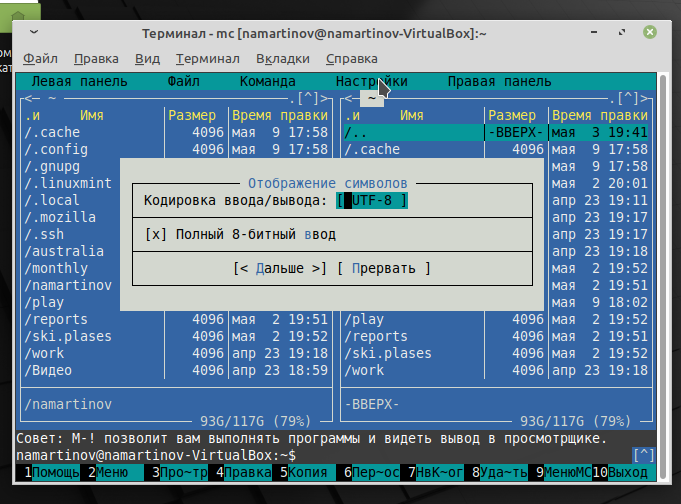 Терминал - mc [namartinov@namartinov-VirtualBox]:~
Файл Правка Вид Терминал Вкладки Справка
Левая панель Файл Команда Настройки Правая панель
<─ ~ .[^]> <─ ~ .[^]>
.и Имя Размер Время правки .и Имя Размер Время правки
/.cache 4096 мая 9 17:58 /.. -ВВЕРХ- мая 3 19:41
/.config 4096 мая 9 17:58 /.cache 4096 мая 9 17:58
/.gnupg мая 9 17:58
/.linuxmint мая 2 20:01
/.local апр 23 19:11
/.mozilla апр 23 19:17
/.ssh апр 23 19:18
/australia апр 23 19:18
/monthly мая 2 19:52
/namartinov мая 2 19:51
/play мая 9 18:02
Отображение символов
Кодировка ввода/вывода: [ UTF-8 ]
[x] Полный 8-битный ввод
[< Дальше >] [ Прервать ]
/reports 4096 мая 2 19:51 /play 4096 мая 2 19:52
/ski.plases 4096 мая 2 19:52 /reports 4096 мая 2 19:51
/work 4096 апр 23 19:18 /ski.plases 4096 мая 2 19:52
/Видео 4096 апр 23 18:59 /work 4096 апр 23 19:18
/namartinov -ВВЕРХ-
93G/117G (79%) 93G/117G (79%)
Совет: M-! позволит вам выполнять программы и видеть вывод в просмотрщике.
namartinov@namartinov-VirtualBox:~$ [^]
1Помощь 2Меню 3Про~тр 4Правка 5Копия 6Пер~ос 7НвК~ог 8Уда~ть 9МенюMC 10Выход